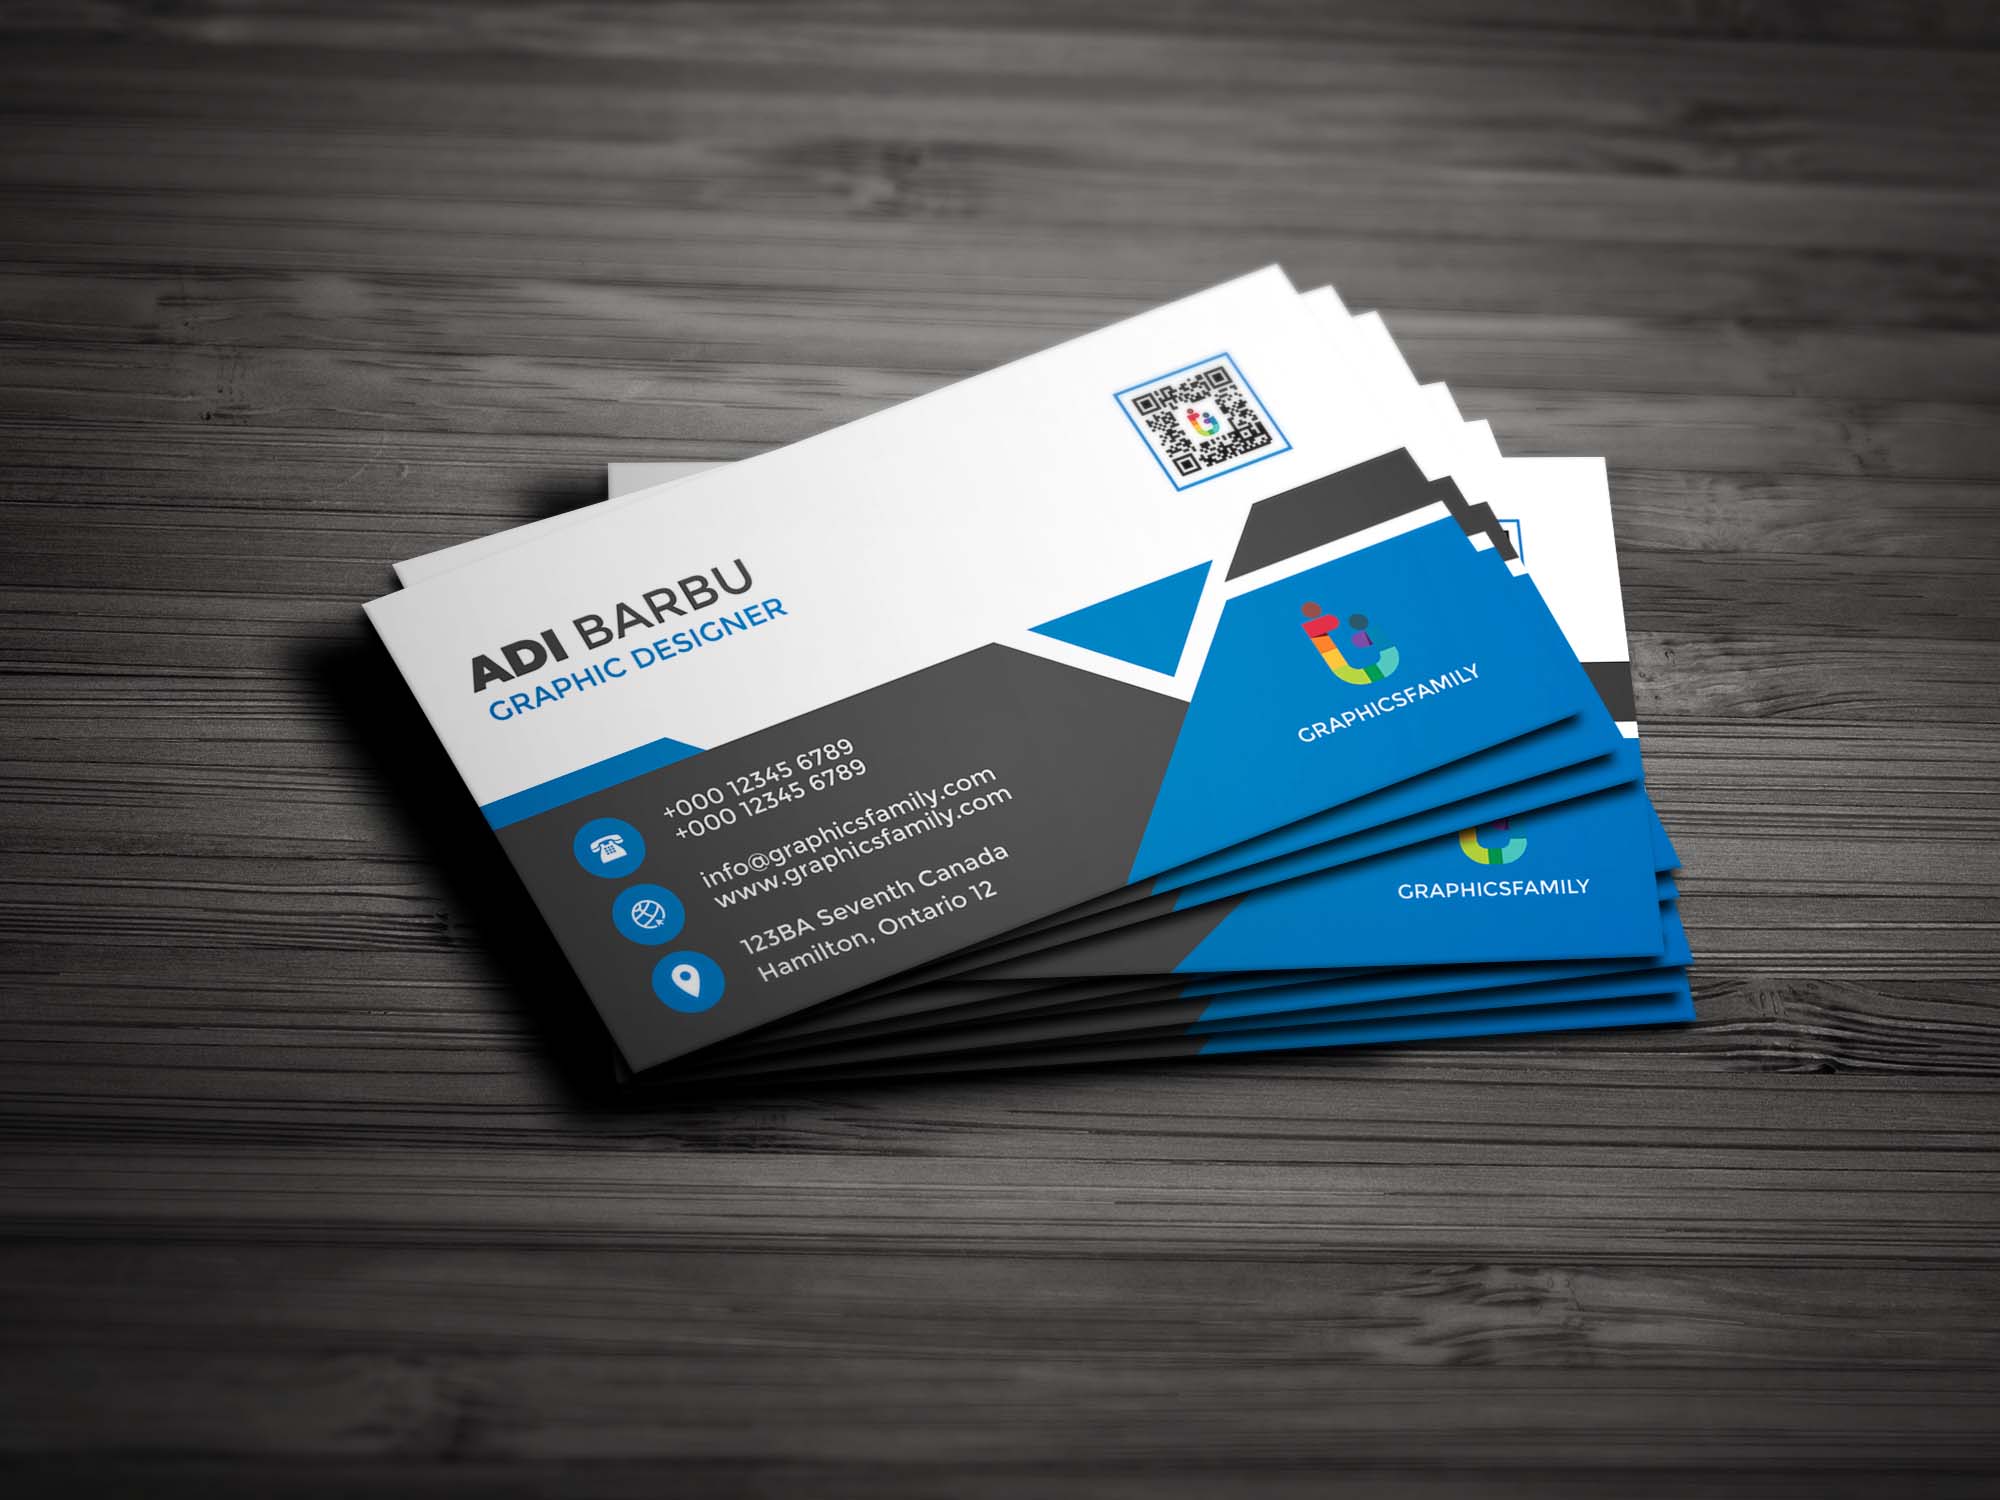 ADI BARBU
GRAPHIC DESIGNER
+000 12345 6789
+000 12345 6789
info@graphicsfamily.com
www.graphicsfamily.com
123BA Seventh Canada
Hamilton, Ontario 12
GRAPHICSFAMILY
GRAPHICSFAMILY